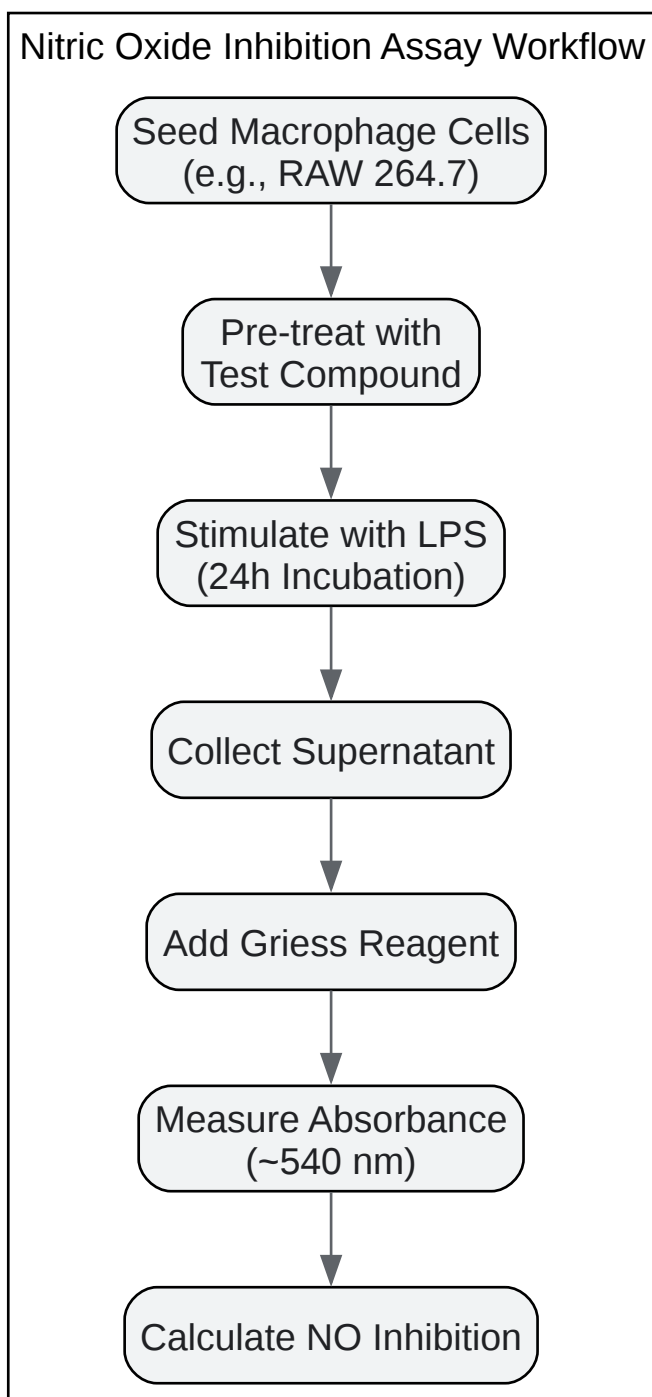 Nitric Oxide Inhibition Assay Workflow
Seed Macrophage Cells
(e.g., RAW 264.7)
Pre-treat with
Test Compound
Stimulate with LPS
(24h Incubation)
Collect Supernatant
Add Griess Reagent
Measure Absorbance
(~540 nm)
Calculate NO Inhibition